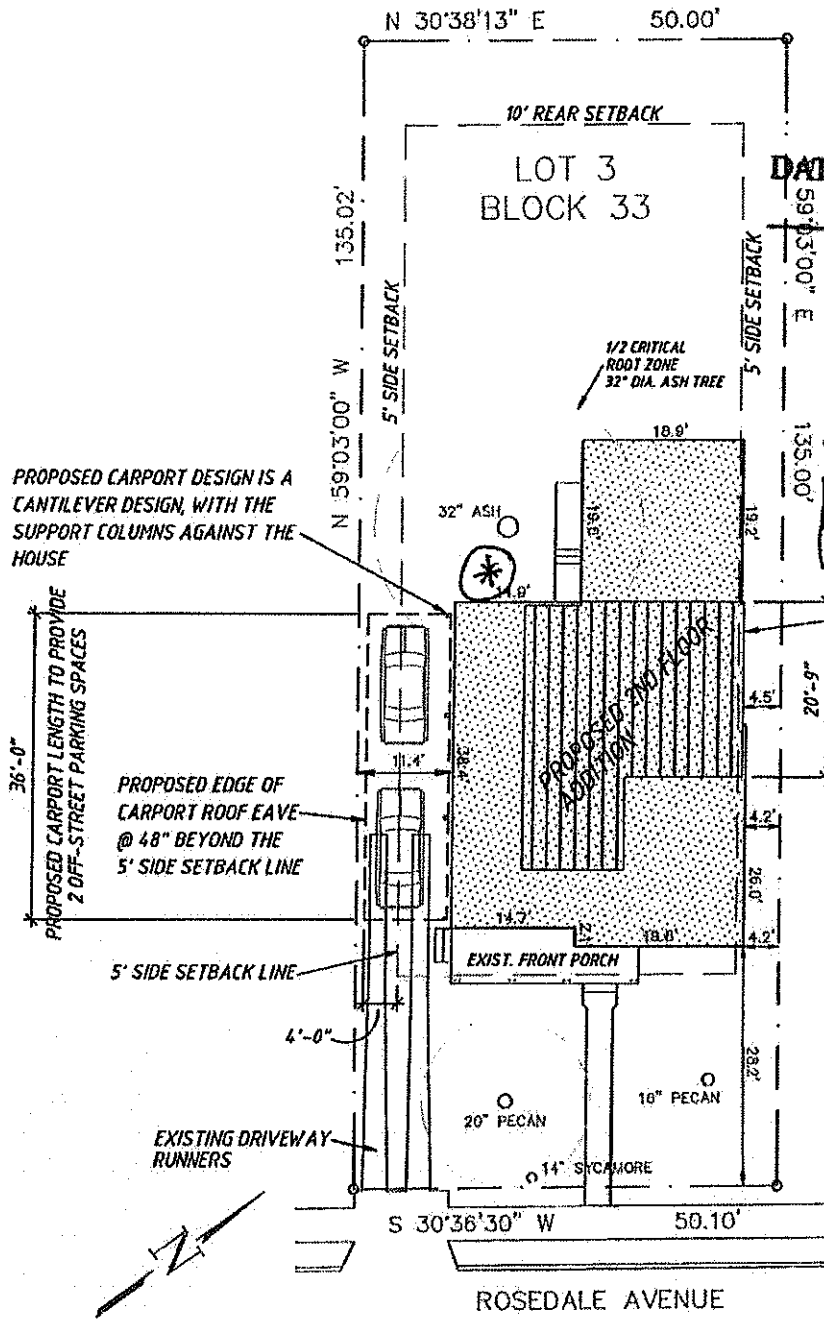 N 30°38'13" E 50.00'
10' REAR SETBACK
LOT 3
BLOCK 33
DAT
135.02'
N 59°03'00" W
5' SIDE SETBACK
59°03'00" E
135.00'
5' SIDE SETBACK
1/2 CRITICAL
ROOT ZONE
32" DIA. ASH TREE
18.9'
19.2'
PROPOSED CARPORT DESIGN IS A
CANTILEVER DESIGN, WITH THE
SUPPORT COLUMNS AGAINST THE
HOUSE
32" ASH
*
PROPOSED 2ND FLOOR
ADDITION
36'-0"
PROPOSED CARPORT LENGTH TO PROVIDE
2 OFF-STREET PARKING SPACES
11.4'
38.4'
4.5'
20'-9"
PROPOSED EDGE OF
CARPORT ROOF EAVE
@ 48" BEYOND THE
5' SIDE SETBACK LINE
4.2'
26.0'
14.7'
4.2'
EXIST. FRONT PORCH
5' SIDE SETBACK LINE
4'-0"
28.2'
20" PECAN
PECAN
14" SYCAMORE
EXISTING DRIVEWAY
RUNNERS
N
S 30°36'30" W 50.10'
ROSEDALE AVENUE